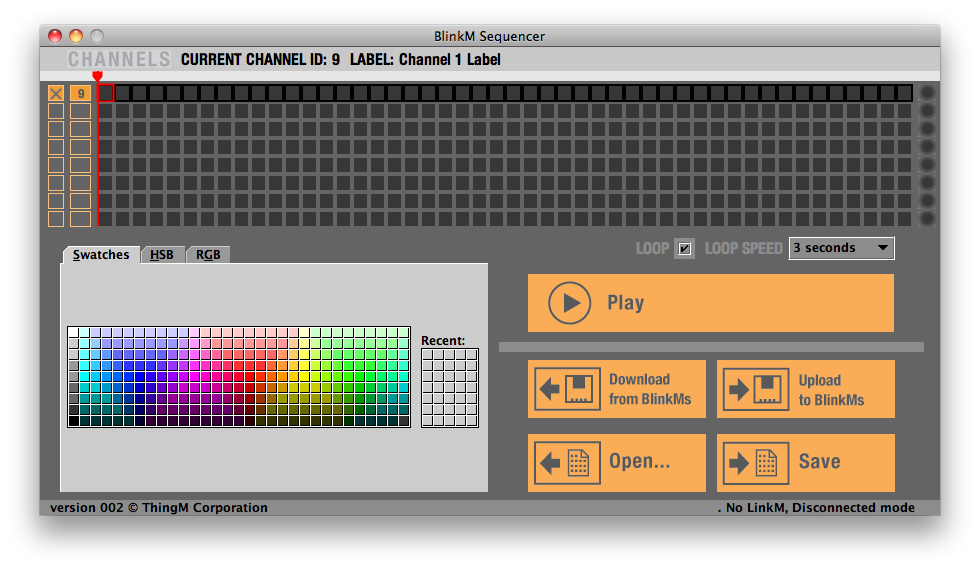 BlinkM Sequencer
CHANNELS CURRENT CHANNEL ID: 9 LABEL: Channel 1 Label
9
LOOP LOOP SPEED 3 seconds
Swatches HSB RGB
Play
Recent:
Download
from BlinkMs
Upload
to BlinkMs
Open...
Save
version 002 © ThingM Corporation
. No LinkM, Disconnected mode